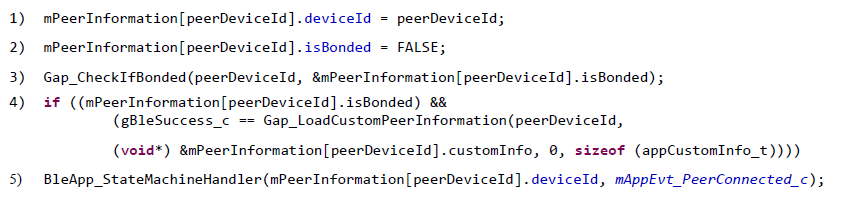 1) mPeerInformation[peerDeviceId].deviceId = peerDeviceId;
2) mPeerInformation[peerDeviceId].isBonded = FALSE;
3) Gap_CheckIfBonded(peerDeviceId, &mPeerInformation[peerDeviceId].isBonded);
4) if ((mPeerInformation[peerDeviceId].isBonded) &&
(gBleSuccess_c == Gap_LoadCustomPeerInformation(peerDeviceId,
(void*) &mPeerInformation[peerDeviceId].customInfo, 0, sizeof (appCustomInfo_t))))
5) BleApp_StateMachineHandler(mPeerInformation[peerDeviceId].deviceId, mAppEvt_PeerConnected_c);